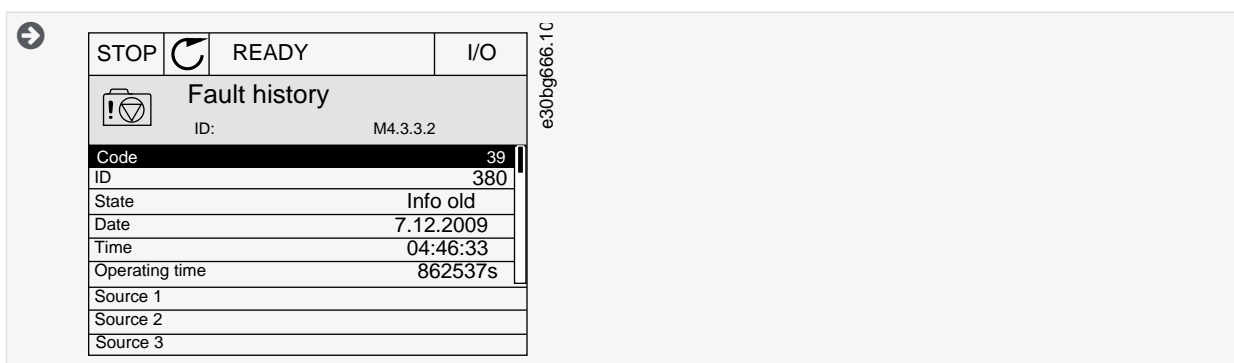 STOP READY I/O
Fault history
ID: M4.3.3.2
Code 39
ID 380
State Info old
Date 7.12.2009
Time 04:46:33
Operating time 862537s
Source 1
Source 2
Source 3
e30bg666.10